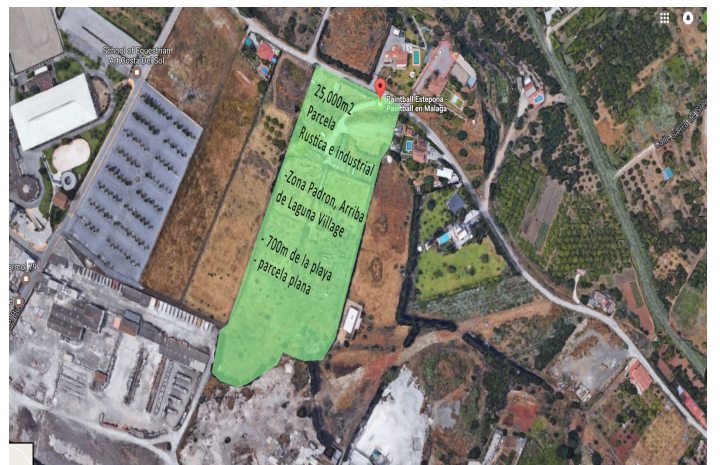 School of Equestrian
Art Costa Del Sol
Paintball Estepona -
Paintball en Málaga
25,000m2
Parcela
Rustica e industrial
-Zona Padron, Arriba
de Laguna Village
- 700m de la playa
- parcela plana